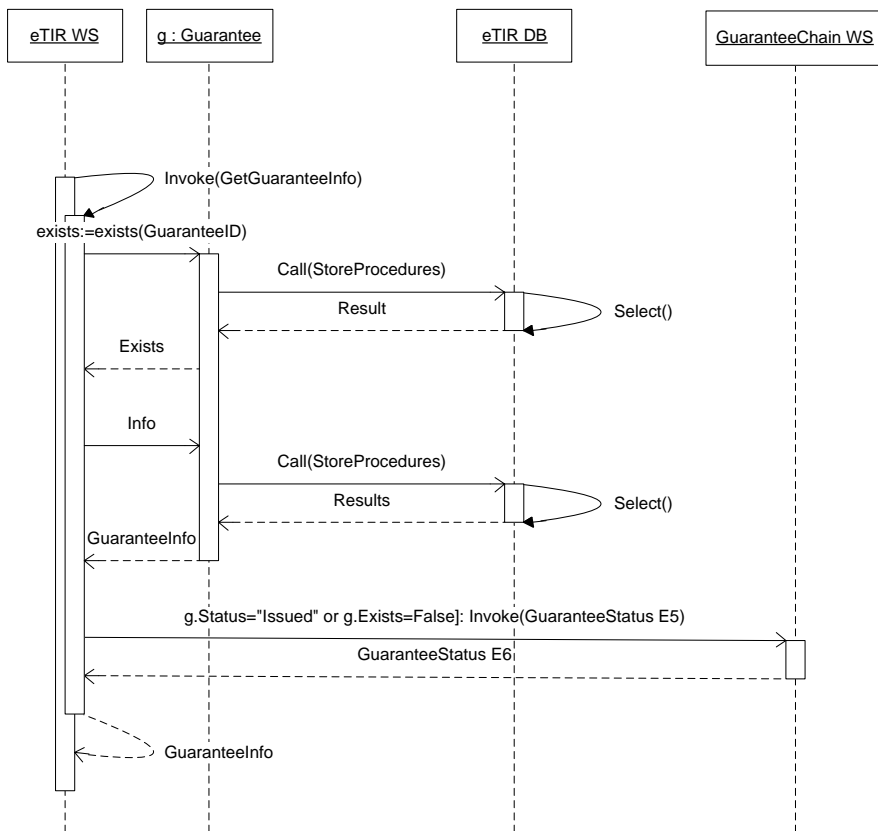 eTIR WS
g : Guarantee
eTIR DB
GuaranteeChain WS
Invoke(GetGuaranteeInfo)
exists:=exists(GuaranteeID)
Call(StoreProcedures)
Result
Select()
Exists
Info
Call(StoreProcedures)
Results
Select()
GuaranteeInfo
g.Status="Issued" or g.Exists=False]: Invoke(GuaranteeStatus E5)
GuaranteeStatus E6
GuaranteeInfo